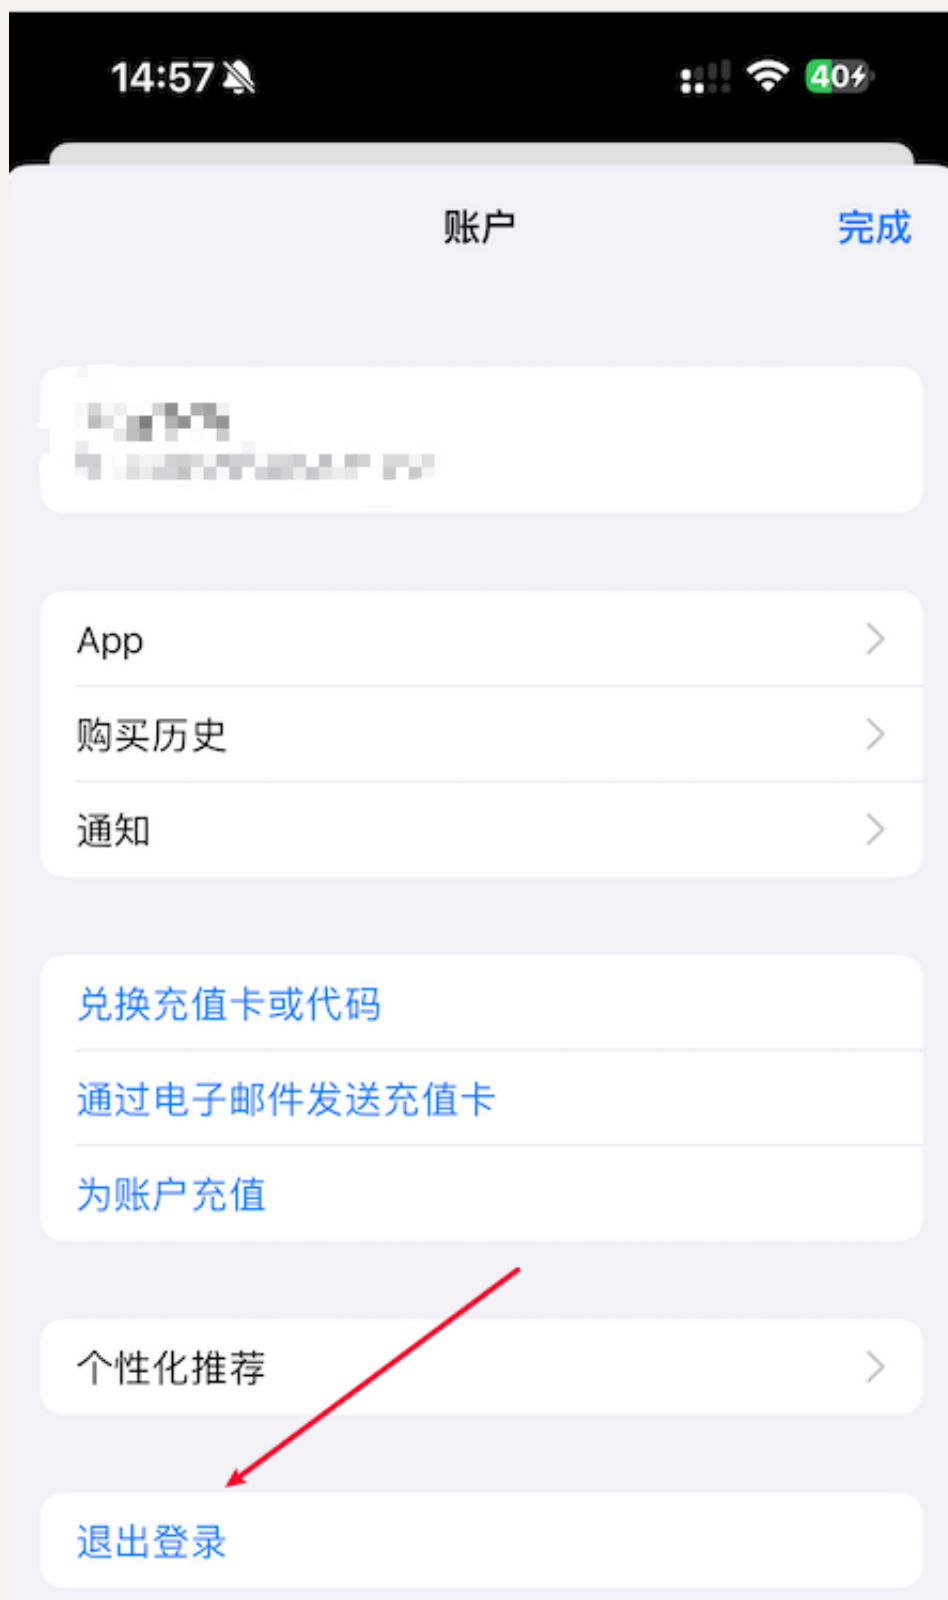 14:57
40
账户
完成
App
购买历史
通知
兑换充值卡或代码
通过电子邮件发送充值卡
为账户充值
个性化推荐
退出登录